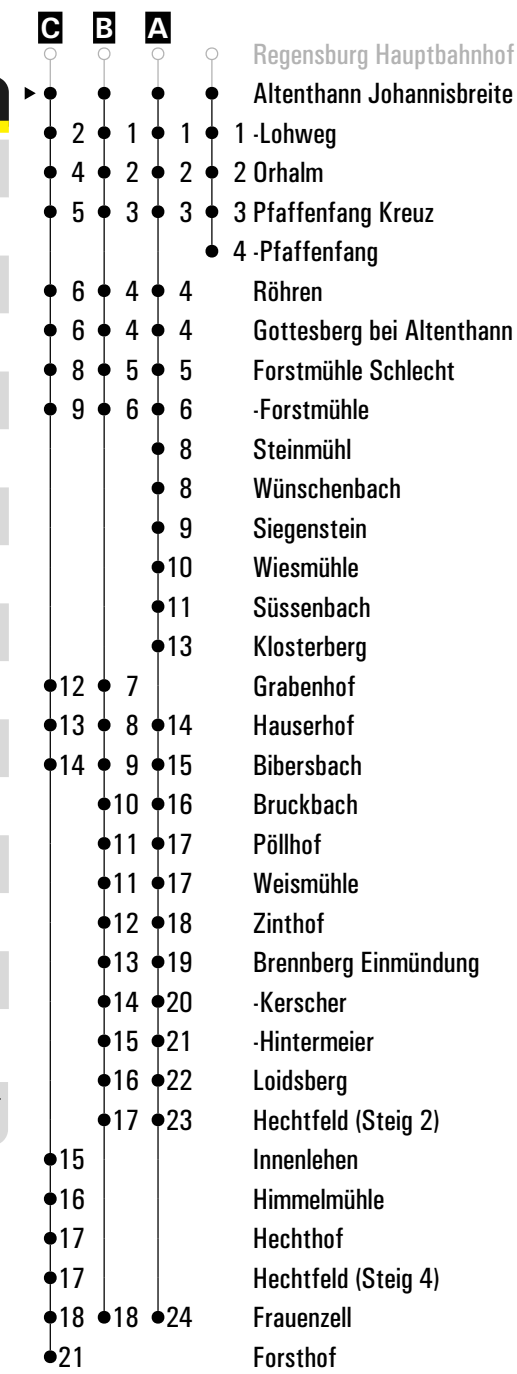 C B A
Regensburg Hauptbahnhof
Altenthann Johannisbreite
2 1 1 1 -Lohweg
4 2 2 2 Orhalm
5 3 3 3 Pfaffenfang Kreuz
4 -Pfaffenfang
6 4 4 Röhren
6 4 4 Gottesberg bei Altenthann
8 5 5 Forstmühle Schlecht
9 6 6 -Forstmühle
8 Steinmühl
8 Wünschenbach
9 Siegenstein
10 Wiesmühle
11 Süssenbach
13 Klosterberg
12 7 Grabenhof
13 8 14 Hauserhof
14 9 15 Bibersbach
10 16 Bruckbach
11 17 Pöllhof
11 17 Weismühle
12 18 Zinthof
13 19 Brennberg Einmündung
14 20 -Kerscher
15 21 -Hintermeier
16 22 Loidsberg
17 23 Hechtfeld (Steig 2)
15 Innenlehen
16 Himmelmühle
17 Hechthof
17 Hechtfeld (Steig 4)
18 18 24 Frauenzell
21 Forsthof